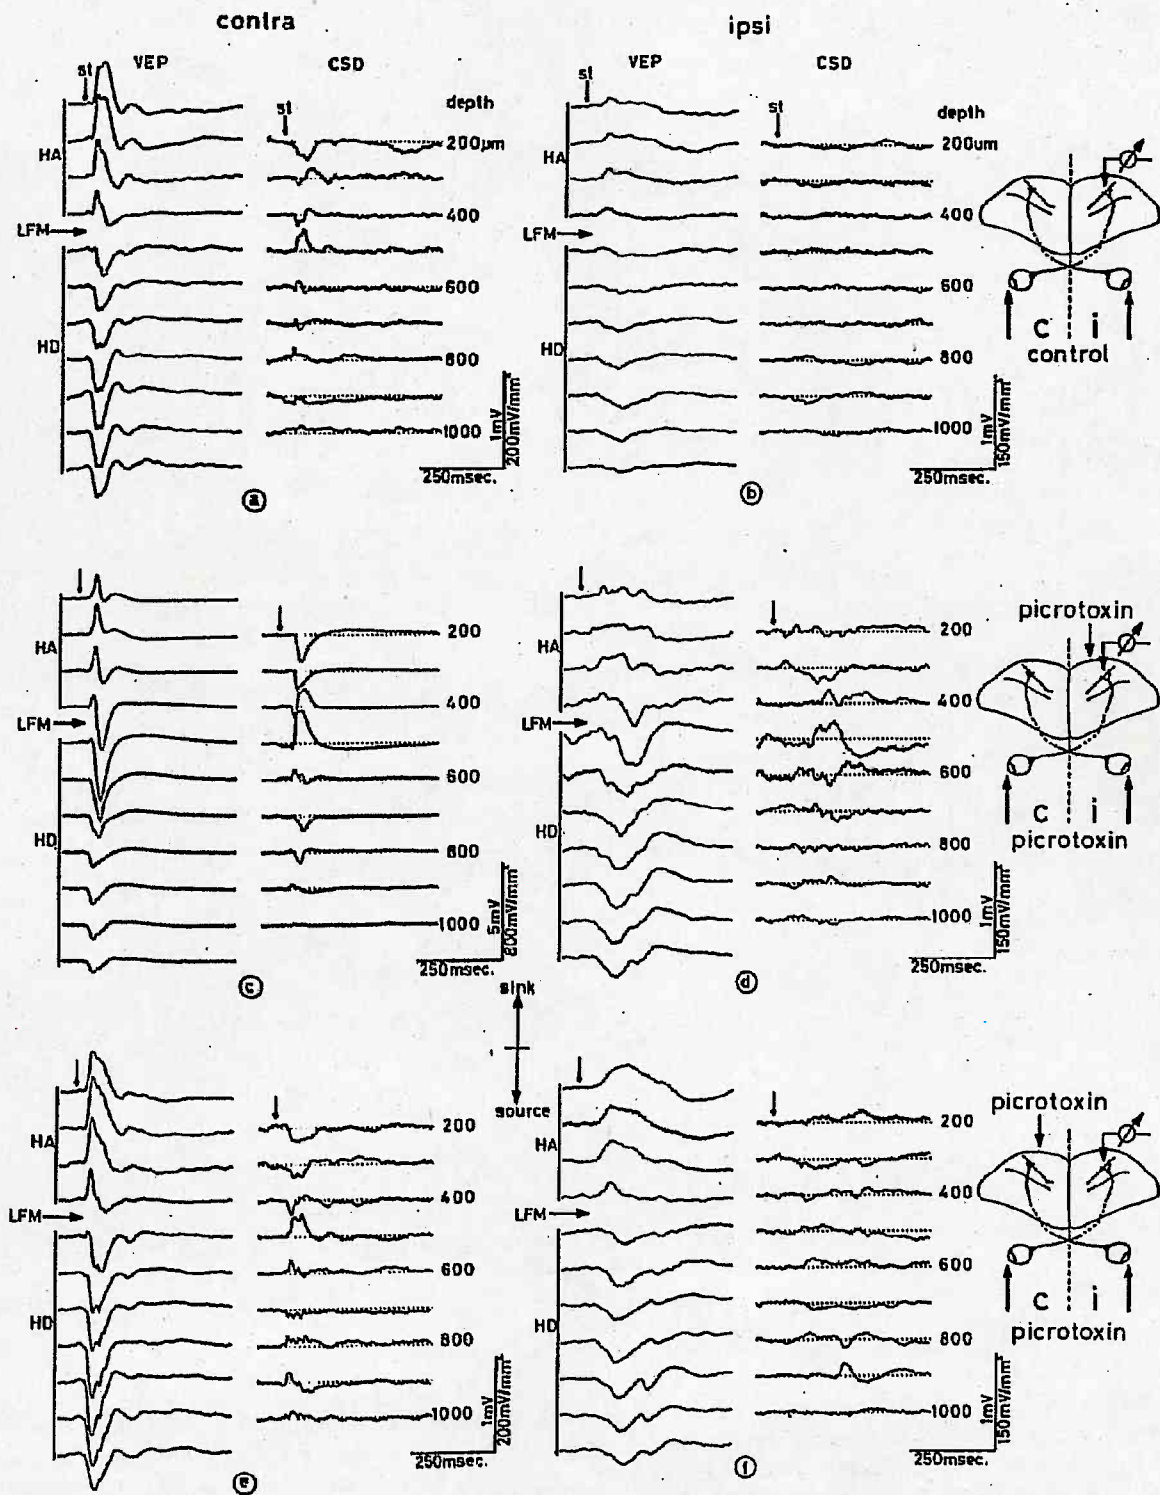 contra
ipsi
st VEP CSD
st
depth
HA
200µm
400
LFM
600
HD
800
1000
1mV
200mV/mm
250msec.
a
st VEP CSD
st
depth
HA
200um
400
LFM
600
HD
800
1000
1mV
150mV/mm
250msec.
b
c i
control
HA
200
400
LFM
600
HD
800
1000
5mV
800mV/mm
250msec.
c
HA
200
400
LFM
600
HD
800
1000
1mV
150mV/mm
250msec.
d
picrotoxin
c i
picrotoxin
sink
source
HA
200
400
LFM
600
HD
800
1000
1mV
200mV/mm
250msec.
e
HA
200
400
LFM
600
HD
800
1000
1mV
150mV/mm
250msec.
f
picrotoxin
c i
picrotoxin